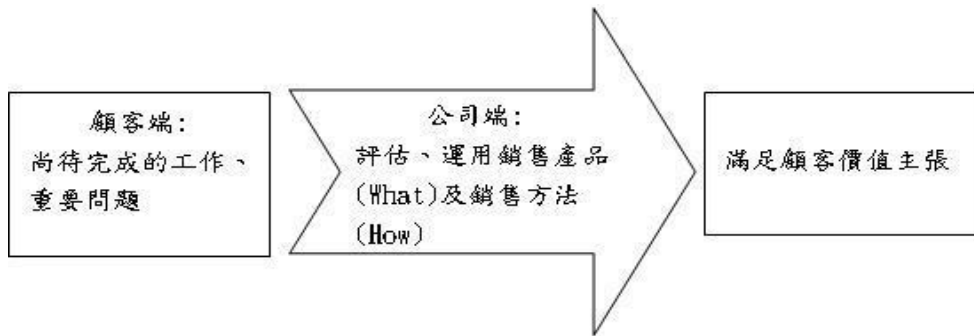 顧客端:
尚待完成的工作、
重要問題
公司端:
評估、運用銷售產品
(What)及銷售方法
(How)
滿足顧客價值主張